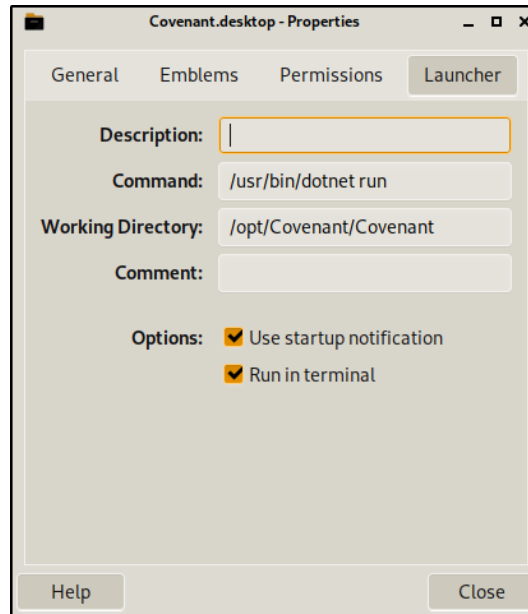 Covenant.desktop - Properties
General Emblems Permissions Launcher
Description:
Command: /usr/bin/dotnet run
Working Directory: /opt/Covenant/Covenant
Comment:
Options: Use startup notification
Run in terminal
Help Close